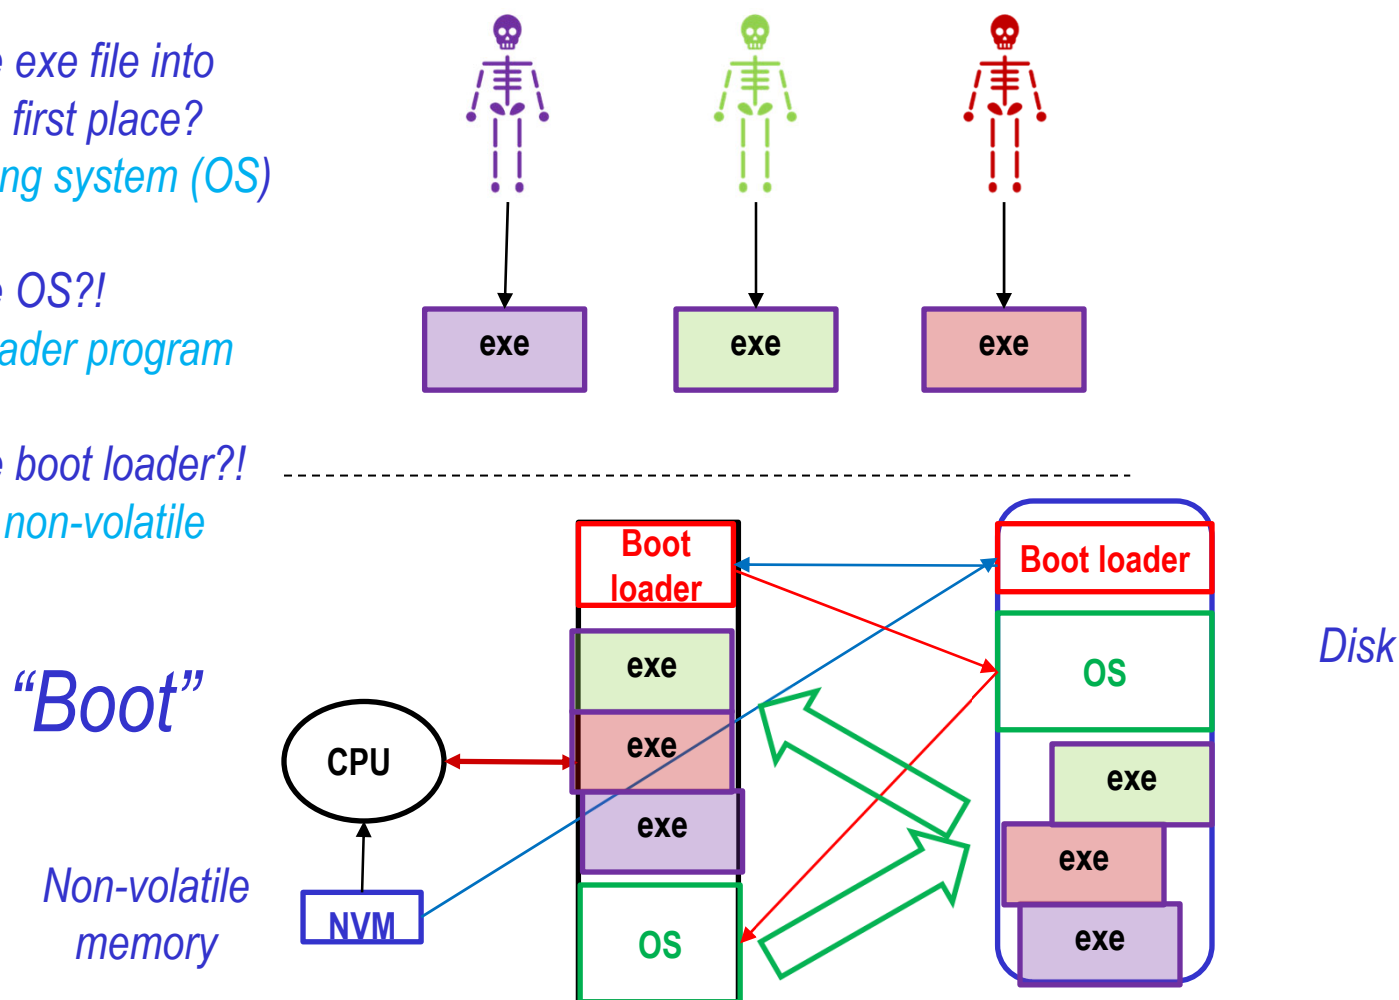 e exe file into
first place?
ng system (OS)
e OS?!
ader program
e boot loader?!
non-volatile
exe
exe
exe
"Boot"
CPU
Non-volatile
memory
NVM
Boot
loader
exe
exe
exe
OS
Boot loader
OS
exe
exe
exe
Disk